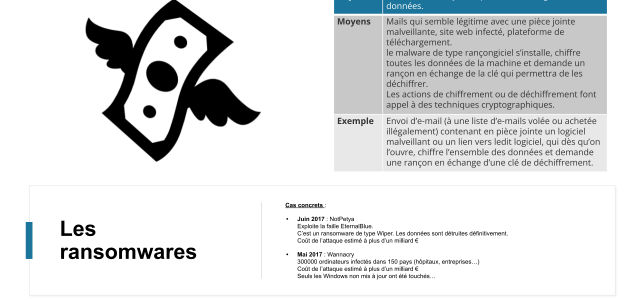 données.
Moyens
Mails qui semble légitime avec une pièce jointe
malveillante, site web infecté, plateforme de
téléchargement.
le malware de type rançongiciel s’installe, chiffre
toutes les données de la machine et demande un
rançon en échange de la clé qui permettra de les
déchiffrer.
Les actions de chiffrement ou de déchiffrement font
appel à des techniques cryptographiques.
Exemple
Envoi d’e-mail (à une liste d’e-mails volée ou achetée
illégalement) contenant en pièce jointe un logiciel
malveillant ou un lien vers ledit logiciel, qui dès qu’on
l’ouvre, chiffre l’ensemble des données et demande
une rançon en échange d’une clé de déchiffrement.
Les
ransomwares
Cas concrets :
• Juin 2017 : NotPetya
Exploite la faille EternalBlue.
C’est un ransomware de type Wiper. Les données sont détruites définitivement.
Coût de l’attaque estimé à plus d’un milliard €
• Mai 2017 : Wannacry
300000 ordinateurs infectés dans 150 pays (hôpitaux, entreprises…)
Coût de l’attaque estimé à plus d’un milliard €
Seuls les Windows non mis à jour ont été touchés…